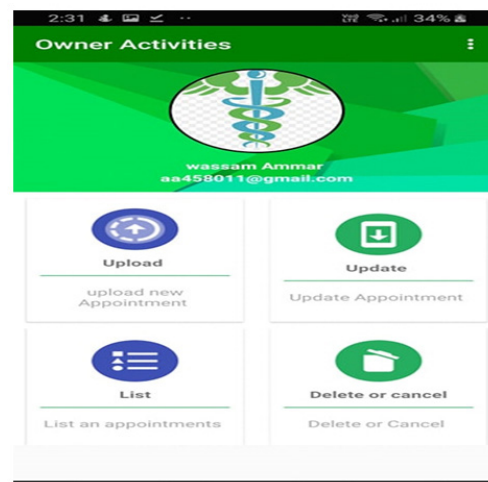 2:31
34%
Owner Activities
wassam Ammar
aa458011@gmail.com
Upload
upload new
Appointment
Update
Update Appointment
List
List an appointments
Delete or cancel
Delete or Cancel